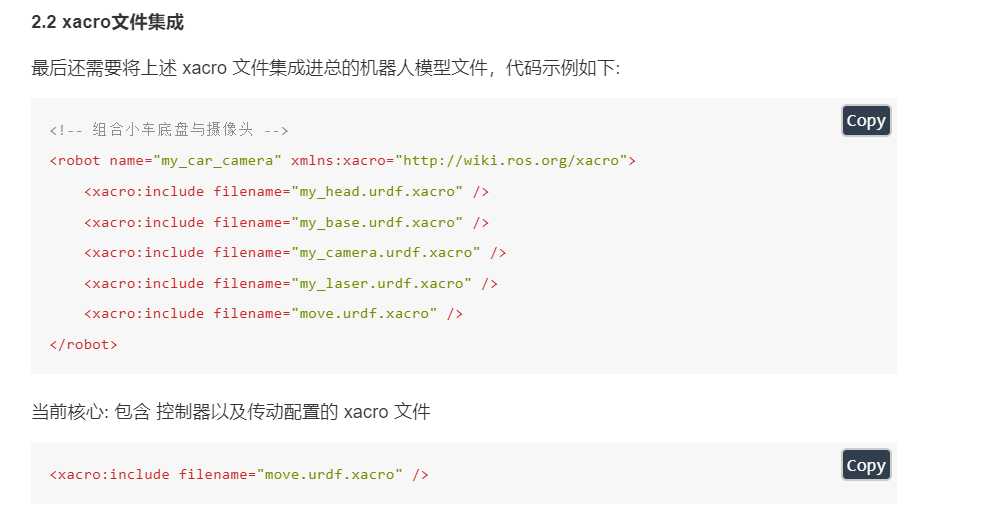 2.2 xacro文件集成
最后还需要将上述 xacro 文件集成进总的机器人模型文件，代码示例如下:
Copy
<!-- 组合小车底盘与摄像头 -->
<robot name="my_car_camera" xmlns:xacro="http://wiki.ros.org/xacro">
    <xacro:include filename="my_head.urdf.xacro" />
    <xacro:include filename="my_base.urdf.xacro" />
    <xacro:include filename="my_camera.urdf.xacro" />
    <xacro:include filename="my_laser.urdf.xacro" />
    <xacro:include filename="move.urdf.xacro" />
</robot>
当前核心: 包含 控制器以及传动配置的 xacro 文件
Copy
<xacro:include filename="move.urdf.xacro" />